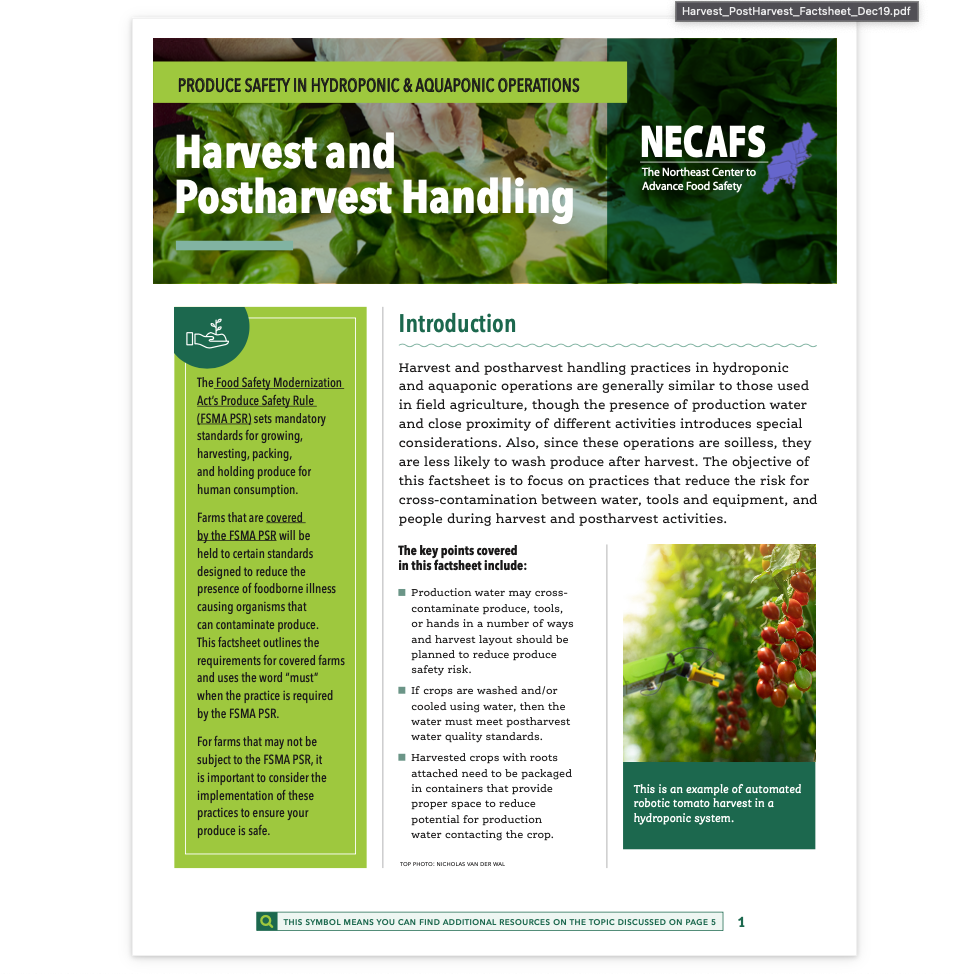 Harvest_PostHarvest_Factsheet_Dec19.pdf
PRODUCE SAFETY IN HYDROPONIC & AQUAPONIC OPERATIONS
Harvest and
Postharvest Handling
NECAFS
The Northeast Center to
Advance Food Safety
The Food Safety Modernization
Act's Produce Safety Rule
(FSMA PSR) sets mandatory
standards for growing,
harvesting, packing,
and holding produce for
human consumption.
Farms that are covered
by the FSMA PSR will be
held to certain standards
designed to reduce the
presence of foodborne illness
causing organisms that
can contaminate produce.
This factsheet outlines the
requirements for covered farms
and uses the word “must”
when the practice is required
by the FSMA PSR.
For farms that may not be
subject to the FSMA PSR, it
is important to consider the
implementation of these
practices to ensure your
produce is safe.
Introduction
Harvest and postharvest handling practices in hydroponic
and aquaponic operations are generally similar to those used
in field agriculture, though the presence of production water
and close proximity of different activities introduces special
considerations. Also, since these operations are soilless, they
are less likely to wash produce after harvest. The objective of
this factsheet is to focus on practices that reduce the risk for
cross-contamination between water, tools and equipment, and
people during harvest and postharvest activities.
The key points covered
in this factsheet include:
Production water may cross-
contaminate produce, tools,
or hands in a number of ways
and harvest layout should be
planned to reduce produce
safety risk.
If crops are washed and/or
cooled using water, then the
water must meet postharvest
water quality standards.
Harvested crops with roots
attached need to be packaged
in containers that provide
proper space to reduce
potential for production
water contacting the crop.
TOP PHOTO: NICHOLAS VAN DER WAL
This is an example of automated
robotic tomato harvest in a
hydroponic system.
THIS SYMBOL MEANS YOU CAN FIND ADDITIONAL RESOURCES ON THE TOPIC DISCUSSED ON PAGE 5
1